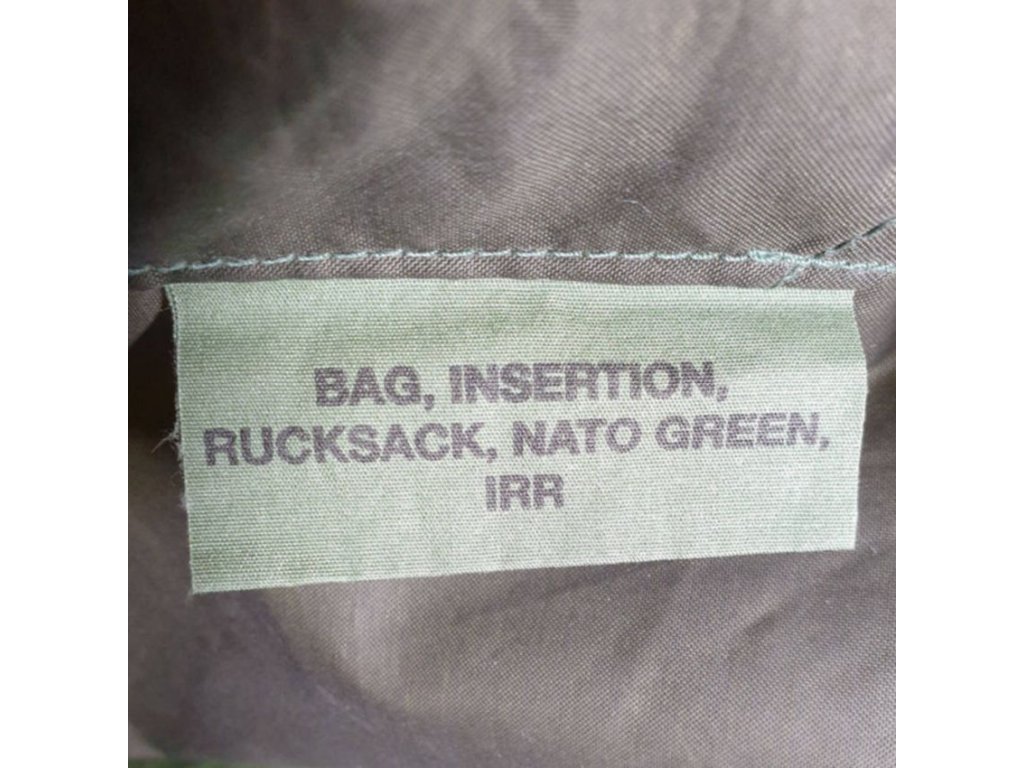 BAG, INSERTION,
RUCKSACK, NATO GREEN,
IRR